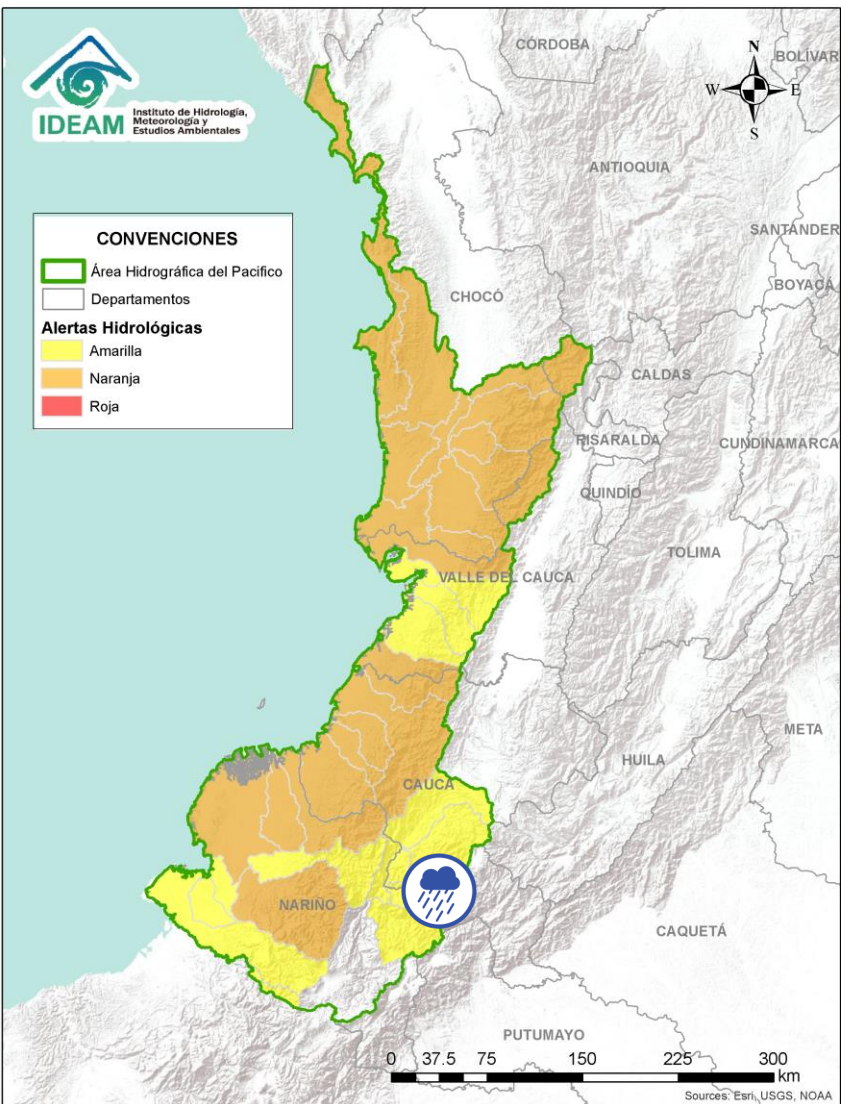 IDEAM
Instituto de Hidrología,
Meteorología y
Estudios Ambientales
N
W
E
S
CÓRDOBA
BOLÍVAR
ANTIOQUIA
SANTANDER
BOYACÁ
CHOCÓ
CALDAS
RISARALDA
CUNDINAMARCA
QUINDÍO
TOLIMA
VALLE DEL CAUCA
META
HUILA
CAUCA
NARIÑO
CAQUETÁ
PUTUMAYO
CONVENCIONES
Área Hidrográfica del Pacifico
Departamentos
Alertas Hidrológicas
Amarilla
Naranja
Roja
0 37.5 75 150 225 300
km
Sources: Esri, USGS, NOAA